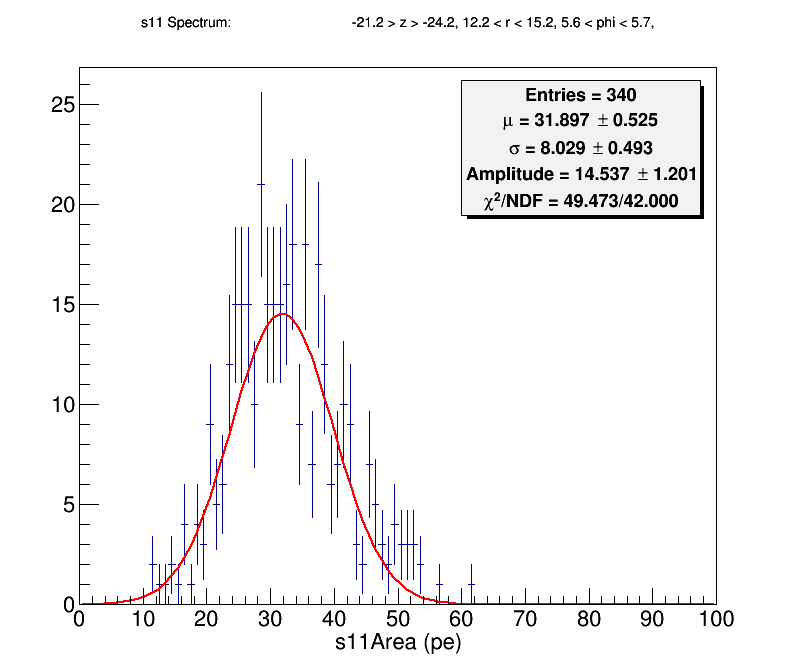 s11 Spectrum: -21.2 > z > -24.2, 12.2 < r < 15.2, 5.6 < phi < 5.7,
Entries = 340
μ = 31.897 ± 0.525
σ = 8.029 ± 0.493
Amplitude = 14.537 ± 1.201
χ²/NDF = 49.473/42.000
25
20
15
10
5
0
0 10 20 30 40 50 60 70 80 90 100
s11Area (pe)